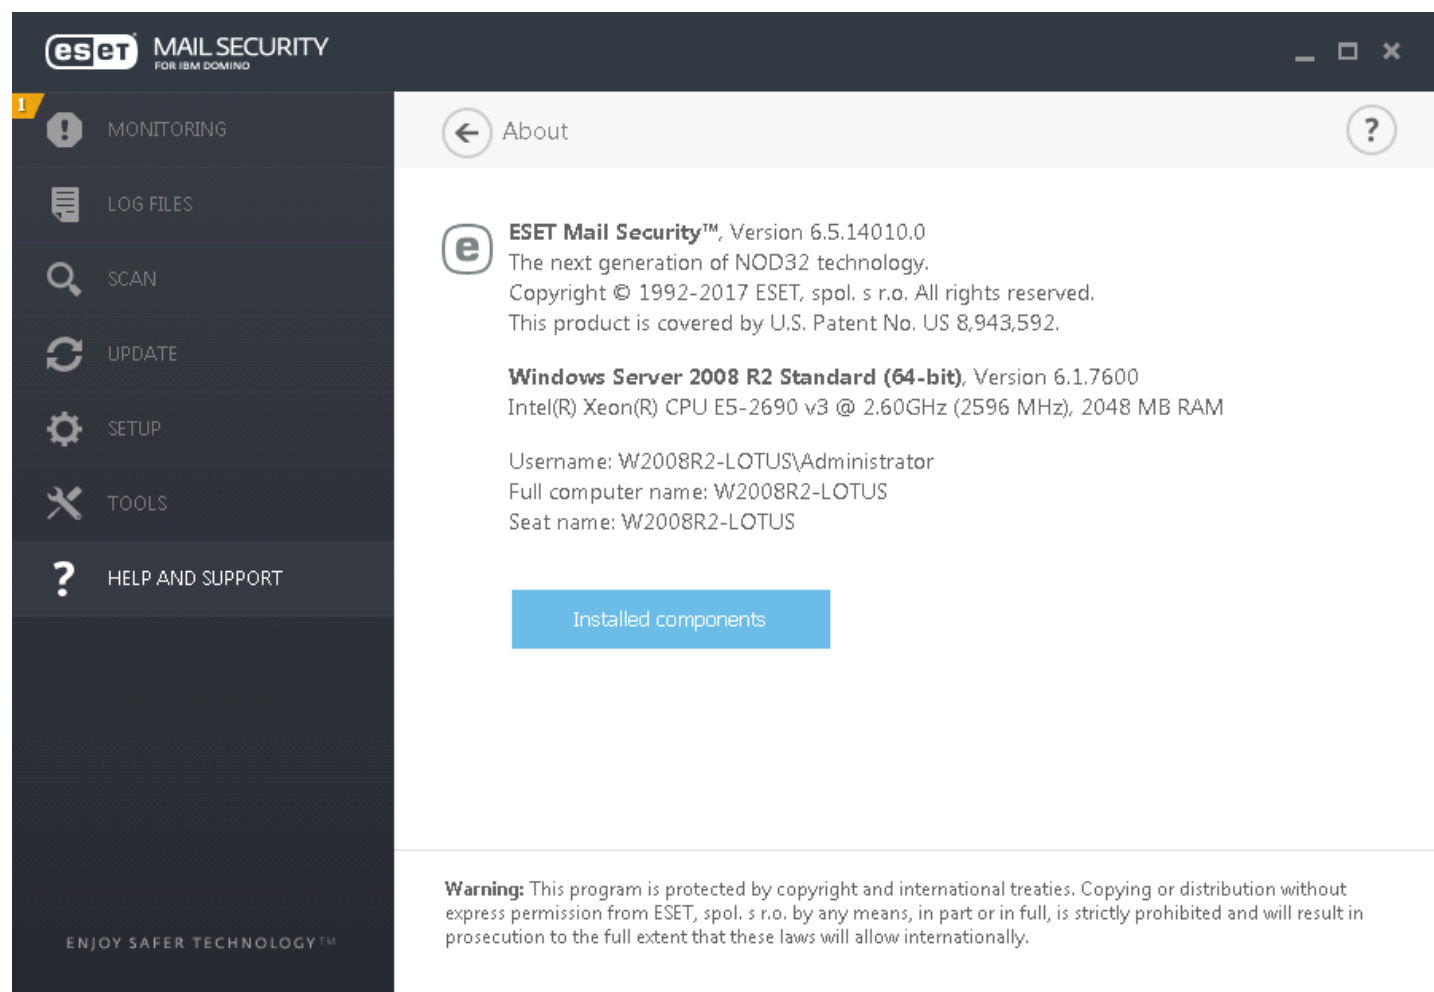 eset MAIL SECURITY
FOR IBM DOMINO
1
MONITORING
LOG FILES
SCAN
UPDATE
SETUP
TOOLS
? HELP AND SUPPORT
ENJOY SAFER TECHNOLOGY™
About
?
e
ESET Mail Security™, Version 6.5.14010.0
The next generation of NOD32 technology.
Copyright © 1992-2017 ESET, spol. s r.o. All rights reserved.
This product is covered by U.S. Patent No. US 8,943,592.
Windows Server 2008 R2 Standard (64-bit), Version 6.1.7600
Intel(R) Xeon(R) CPU E5-2690 v3 @ 2.60GHz (2596 MHz), 2048 MB RAM
Username: W2008R2-LOTUS\Administrator
Full computer name: W2008R2-LOTUS
Seat name: W2008R2-LOTUS
Installed components
Warning: This program is protected by copyright and international treaties. Copying or distribution without
express permission from ESET, spol. s r.o. by any means, in part or in full, is strictly prohibited and will result in
prosecution to the full extent that these laws will allow internationally.